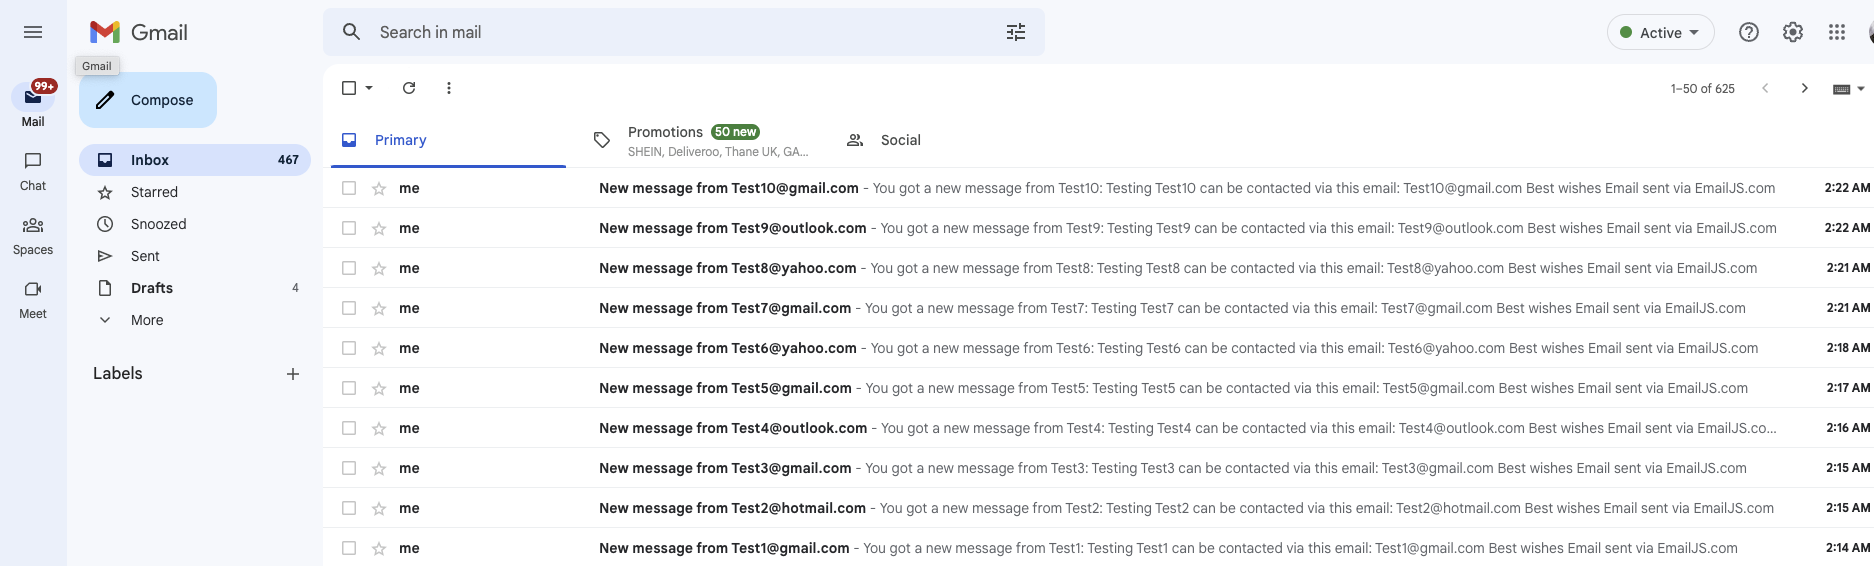 Gmail
Search in mail
Active
Gmail
99+
Mail
Chat
Spaces
Meet
Compose
Inbox 467
Starred
Snoozed
Sent
Drafts 4
More
Labels
1–50 of 625
Primary
Promotions 50 new
SHEIN, Deliveroo, Thane UK, GA...
Social
me New message from Test10@gmail.com - You got a new message from Test10: Testing Test10 can be contacted via this email: Test10@gmail.com Best wishes Email sent via EmailJS.com 2:22 AM
me New message from Test9@outlook.com - You got a new message from Test9: Testing Test9 can be contacted via this email: Test9@outlook.com Best wishes Email sent via EmailJS.com 2:22 AM
me New message from Test8@yahoo.com - You got a new message from Test8: Testing Test8 can be contacted via this email: Test8@yahoo.com Best wishes Email sent via EmailJS.com 2:21 AM
me New message from Test7@gmail.com - You got a new message from Test7: Testing Test7 can be contacted via this email: Test7@gmail.com Best wishes Email sent via EmailJS.com 2:21 AM
me New message from Test6@yahoo.com - You got a new message from Test6: Testing Test6 can be contacted via this email: Test6@yahoo.com Best wishes Email sent via EmailJS.com 2:18 AM
me New message from Test5@gmail.com - You got a new message from Test5: Testing Test5 can be contacted via this email: Test5@gmail.com Best wishes Email sent via EmailJS.com 2:17 AM
me New message from Test4@outlook.com - You got a new message from Test4: Testing Test4 can be contacted via this email: Test4@outlook.com Best wishes Email sent via EmailJS.co... 2:16 AM
me New message from Test3@gmail.com - You got a new message from Test3: Testing Test3 can be contacted via this email: Test3@gmail.com Best wishes Email sent via EmailJS.com 2:15 AM
me New message from Test2@hotmail.com - You got a new message from Test2: Testing Test2 can be contacted via this email: Test2@hotmail.com Best wishes Email sent via EmailJS.com 2:15 AM
me New message from Test1@gmail.com - You got a new message from Test1: Testing Test1 can be contacted via this email: Test1@gmail.com Best wishes Email sent via EmailJS.com 2:14 AM